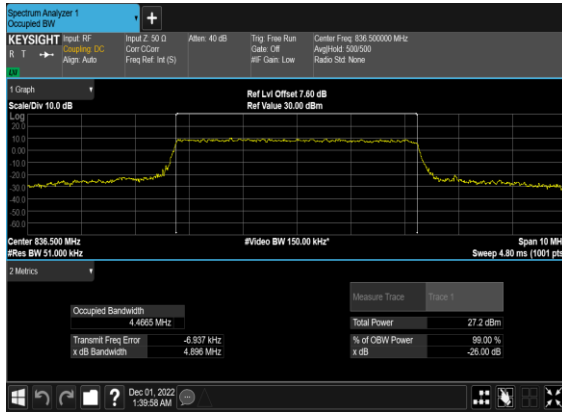 Spectrum Analyzer 1
Occupied BW
+
KEYSIGHT Input: RF Input Z: 50 Ω Atten: 40 dB Trig: Free Run Center Freq: 836.500000 MHz
R T Coupling: DC Corr CCorr Gate: Off Avg|Hold: 500/500
Align: Auto Freq Ref: Int (S) #IF Gain: Low Radio Std: None
LXI
1 Graph
Ref Lvl Offset 7.60 dB
Scale/Div 10.0 dB Ref Value 30.00 dBm
Log
20.0
10.0
0.00
-10.0
-20.0
-30.0
-40.0
-50.0
-60.0
Center 836.500 MHz #Video BW 150.00 kHz* Span 10 MH
#Res BW 51.000 kHz Sweep 4.80 ms (1001 pts
2 Metrics
Measure Trace Trace 1
Occupied Bandwidth
4.4665 MHz Total Power 27.2 dBm
Transmit Freq Error -6.937 kHz % of OBW Power 99.00 %
x dB Bandwidth 4.896 MHz x dB -26.00 dB
? Dec 01, 2022
1:39:58 AM